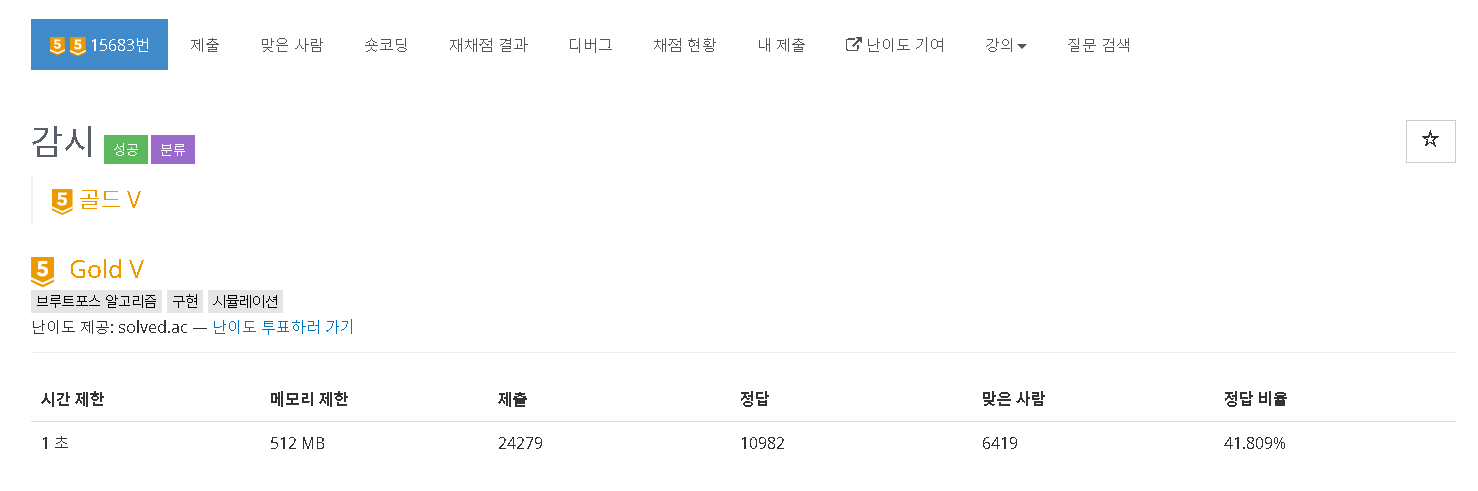 5 5 15683번 제출 맞은 사람 숏코딩 재채점 결과 디버그 채점 현황 내 제출 난이도 기여 강의 질문 검색
감시 성공 분류
5 골드 V
5 Gold V
브루트포스 알고리즘 구현 시뮬레이션
난이도 제공: solved.ac — 난이도 투표하러 가기
시간 제한 메모리 제한 제출 정답 맞은 사람 정답 비율
1 초 512 MB 24279 10982 6419 41.809%